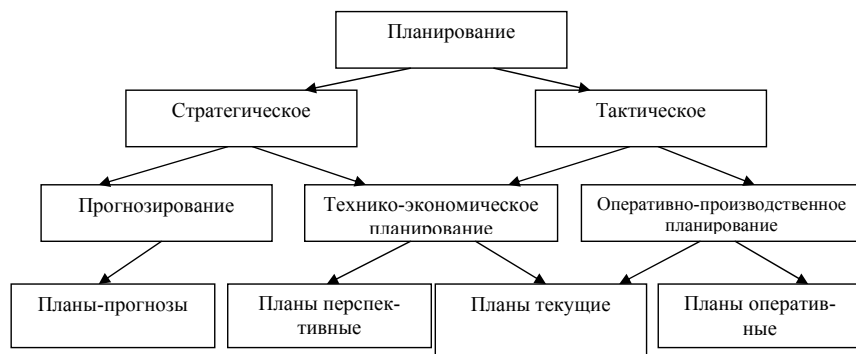 Планирование
Стратегическое
Тактическое
Прогнозирование
Технико-экономическое
планирование
Оперативно-производственное
планирование
Планы-прогнозы
Планы перспек-
тивные
Планы текущие
Планы оператив-
ные